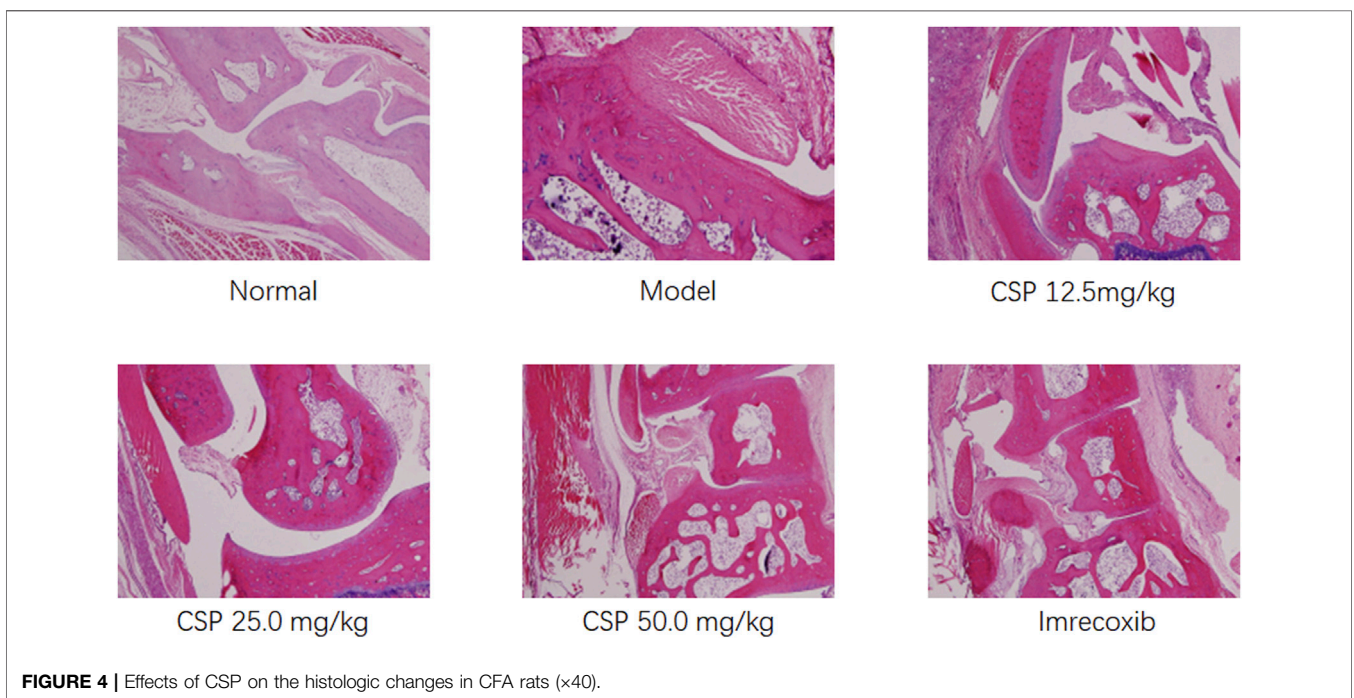 Normal
Model
CSP 12.5mg/kg
CSP 25.0 mg/kg
CSP 50.0 mg/kg
Imrecoxib
FIGURE 4 | Effects of CSP on the histologic changes in CFA rats (×40).